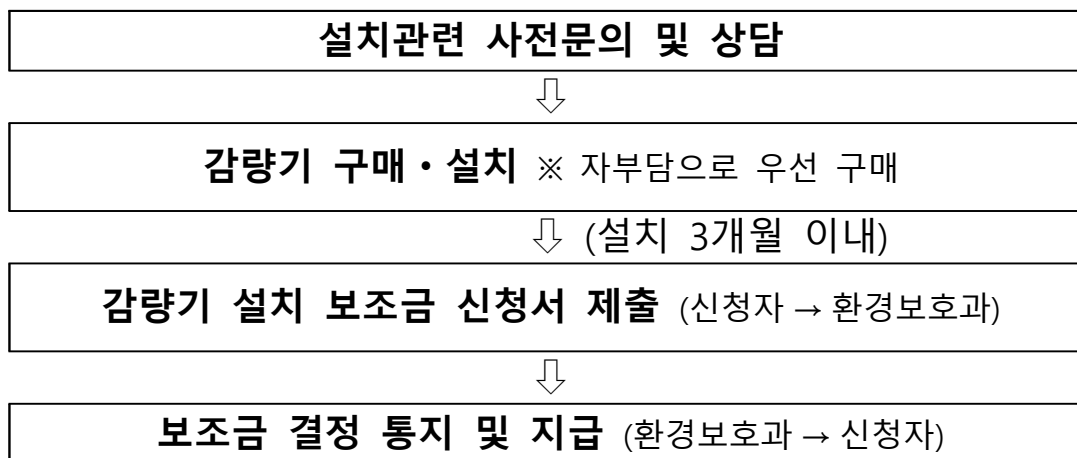 설치관련 사전문의 및 상담
⇩
감량기 구매·설치 ※ 자부담으로 우선 구매
⇩ (설치 3개월 이내)
감량기 설치 보조금 신청서 제출 (신청자 → 환경보호과)
⇩
보조금 결정 통지 및 지급 (환경보호과 → 신청자)